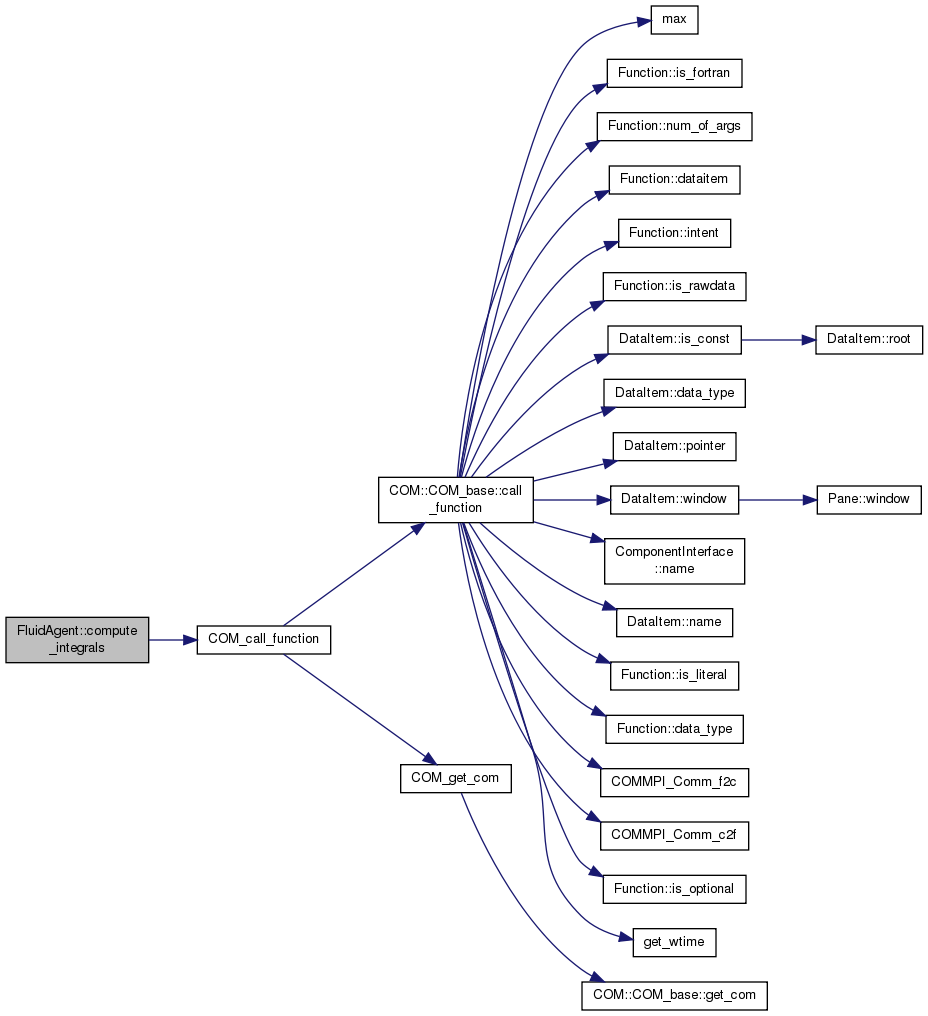 max
Function::is_fortran
Function::num_of_args
Function::dataitem
Function::intent
Function::is_rawdata
DataItem::is_const
DataItem::root
DataItem::data_type
DataItem::pointer
COM::COM_base::call
_function
DataItem::window
Pane::window
ComponentInterface
::name
DataItem::name
FluidAgent::compute
_integrals
COM_call_function
Function::is_literal
Function::data_type
COM_get_com
COMMPI_Comm_f2c
COMMPI_Comm_c2f
Function::is_optional
get_wtime
COM::COM_base::get_com